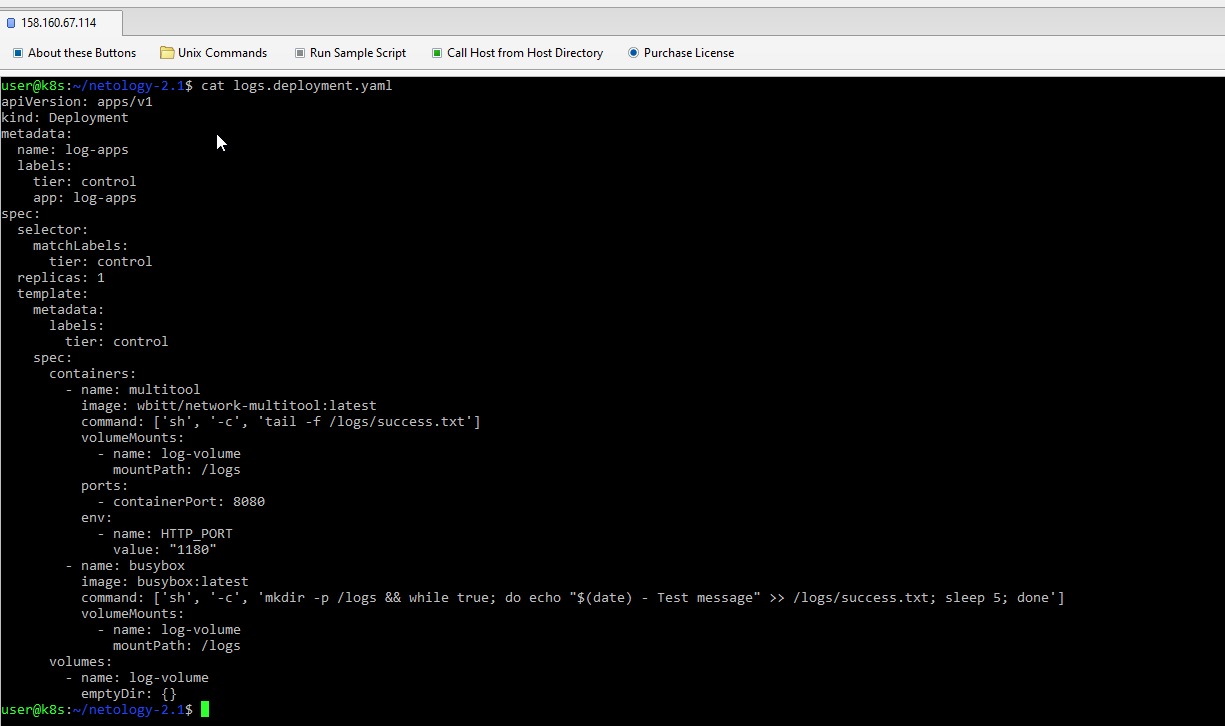 158.160.67.114
About these Buttons Unix Commands Run Sample Script Call Host from Host Directory Purchase License
user@k8s:~/netology-2.1$ cat logs.deployment.yaml
apiVersion: apps/v1
kind: Deployment
metadata:
  name: log-apps
  labels:
    tier: control
    app: log-apps
spec:
  selector:
    matchLabels:
      tier: control
  replicas: 1
  template:
    metadata:
      labels:
        tier: control
    spec:
      containers:
        - name: multitool
          image: wbitt/network-multitool:latest
          command: ['sh', '-c', 'tail -f /logs/success.txt']
          volumeMounts:
            - name: log-volume
              mountPath: /logs
          ports:
            - containerPort: 8080
          env:
            - name: HTTP_PORT
              value: "1180"
        - name: busybox
          image: busybox:latest
          command: ['sh', '-c', 'mkdir -p /logs && while true; do echo "$(date) - Test message" >> /logs/success.txt; sleep 5; done']
          volumeMounts:
            - name: log-volume
              mountPath: /logs
      volumes:
        - name: log-volume
          emptyDir: {}
user@k8s:~/netology-2.1$